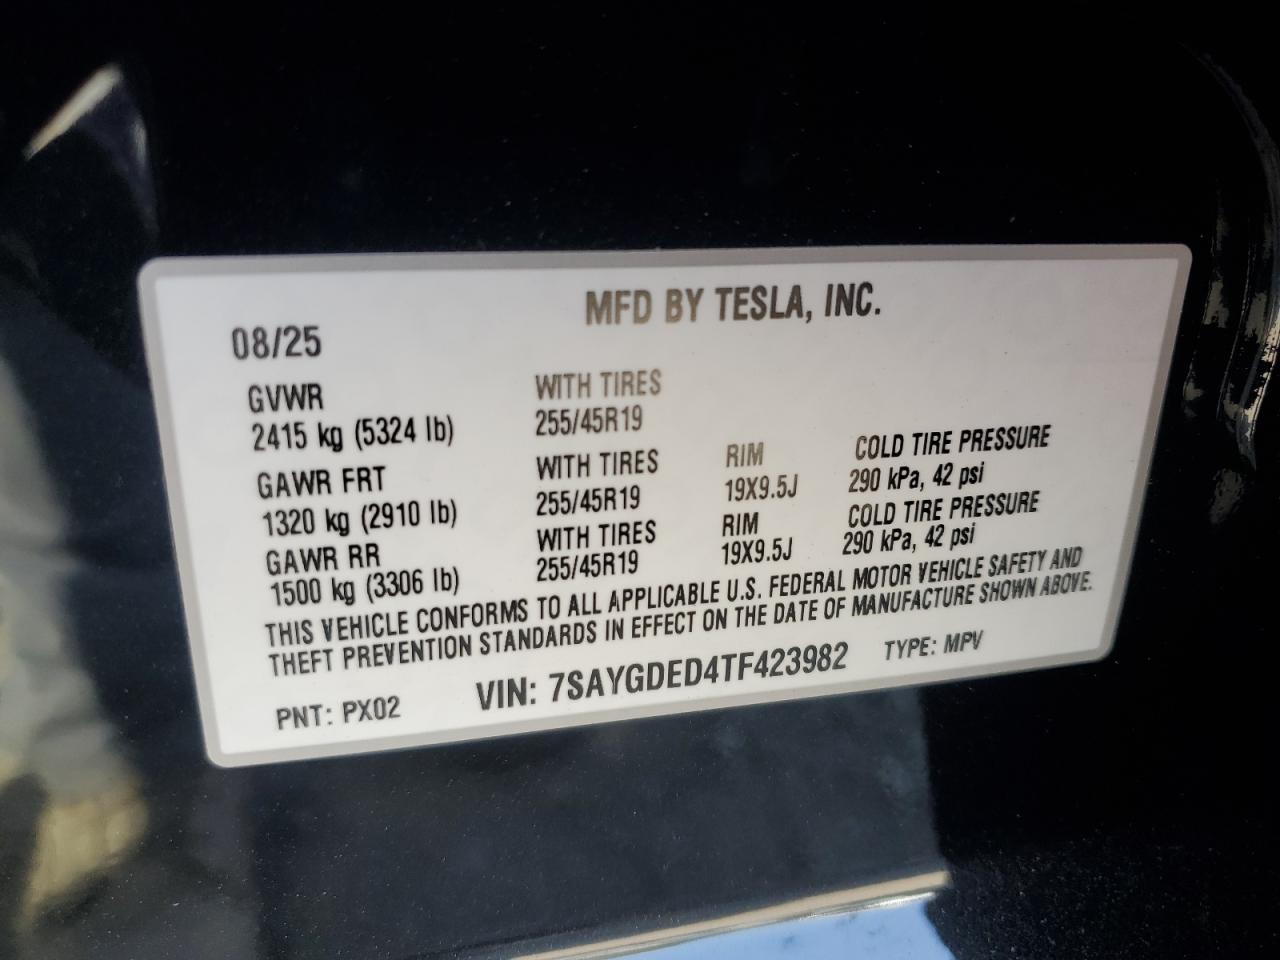 MFD BY TESLA, INC.
08/25
GVWR WITH TIRES
2415 kg (5324 lb) 255/45R19
GAWR FRT WITH TIRES RIM COLD TIRE PRESSURE
1320 kg (2910 lb) 255/45R19 19X9.5J 290 kPa, 42 psi
GAWR RR WITH TIRES RIM COLD TIRE PRESSURE
1500 kg (3306 lb) 255/45R19 19X9.5J 290 kPa, 42 psi
THIS VEHICLE CONFORMS TO ALL APPLICABLE U.S. FEDERAL MOTOR VEHICLE SAFETY AND
THEFT PREVENTION STANDARDS IN EFFECT ON THE DATE OF MANUFACTURE SHOWN ABOVE.
PNT: PX02 VIN: 7SAYGDED4TF423982 TYPE: MPV